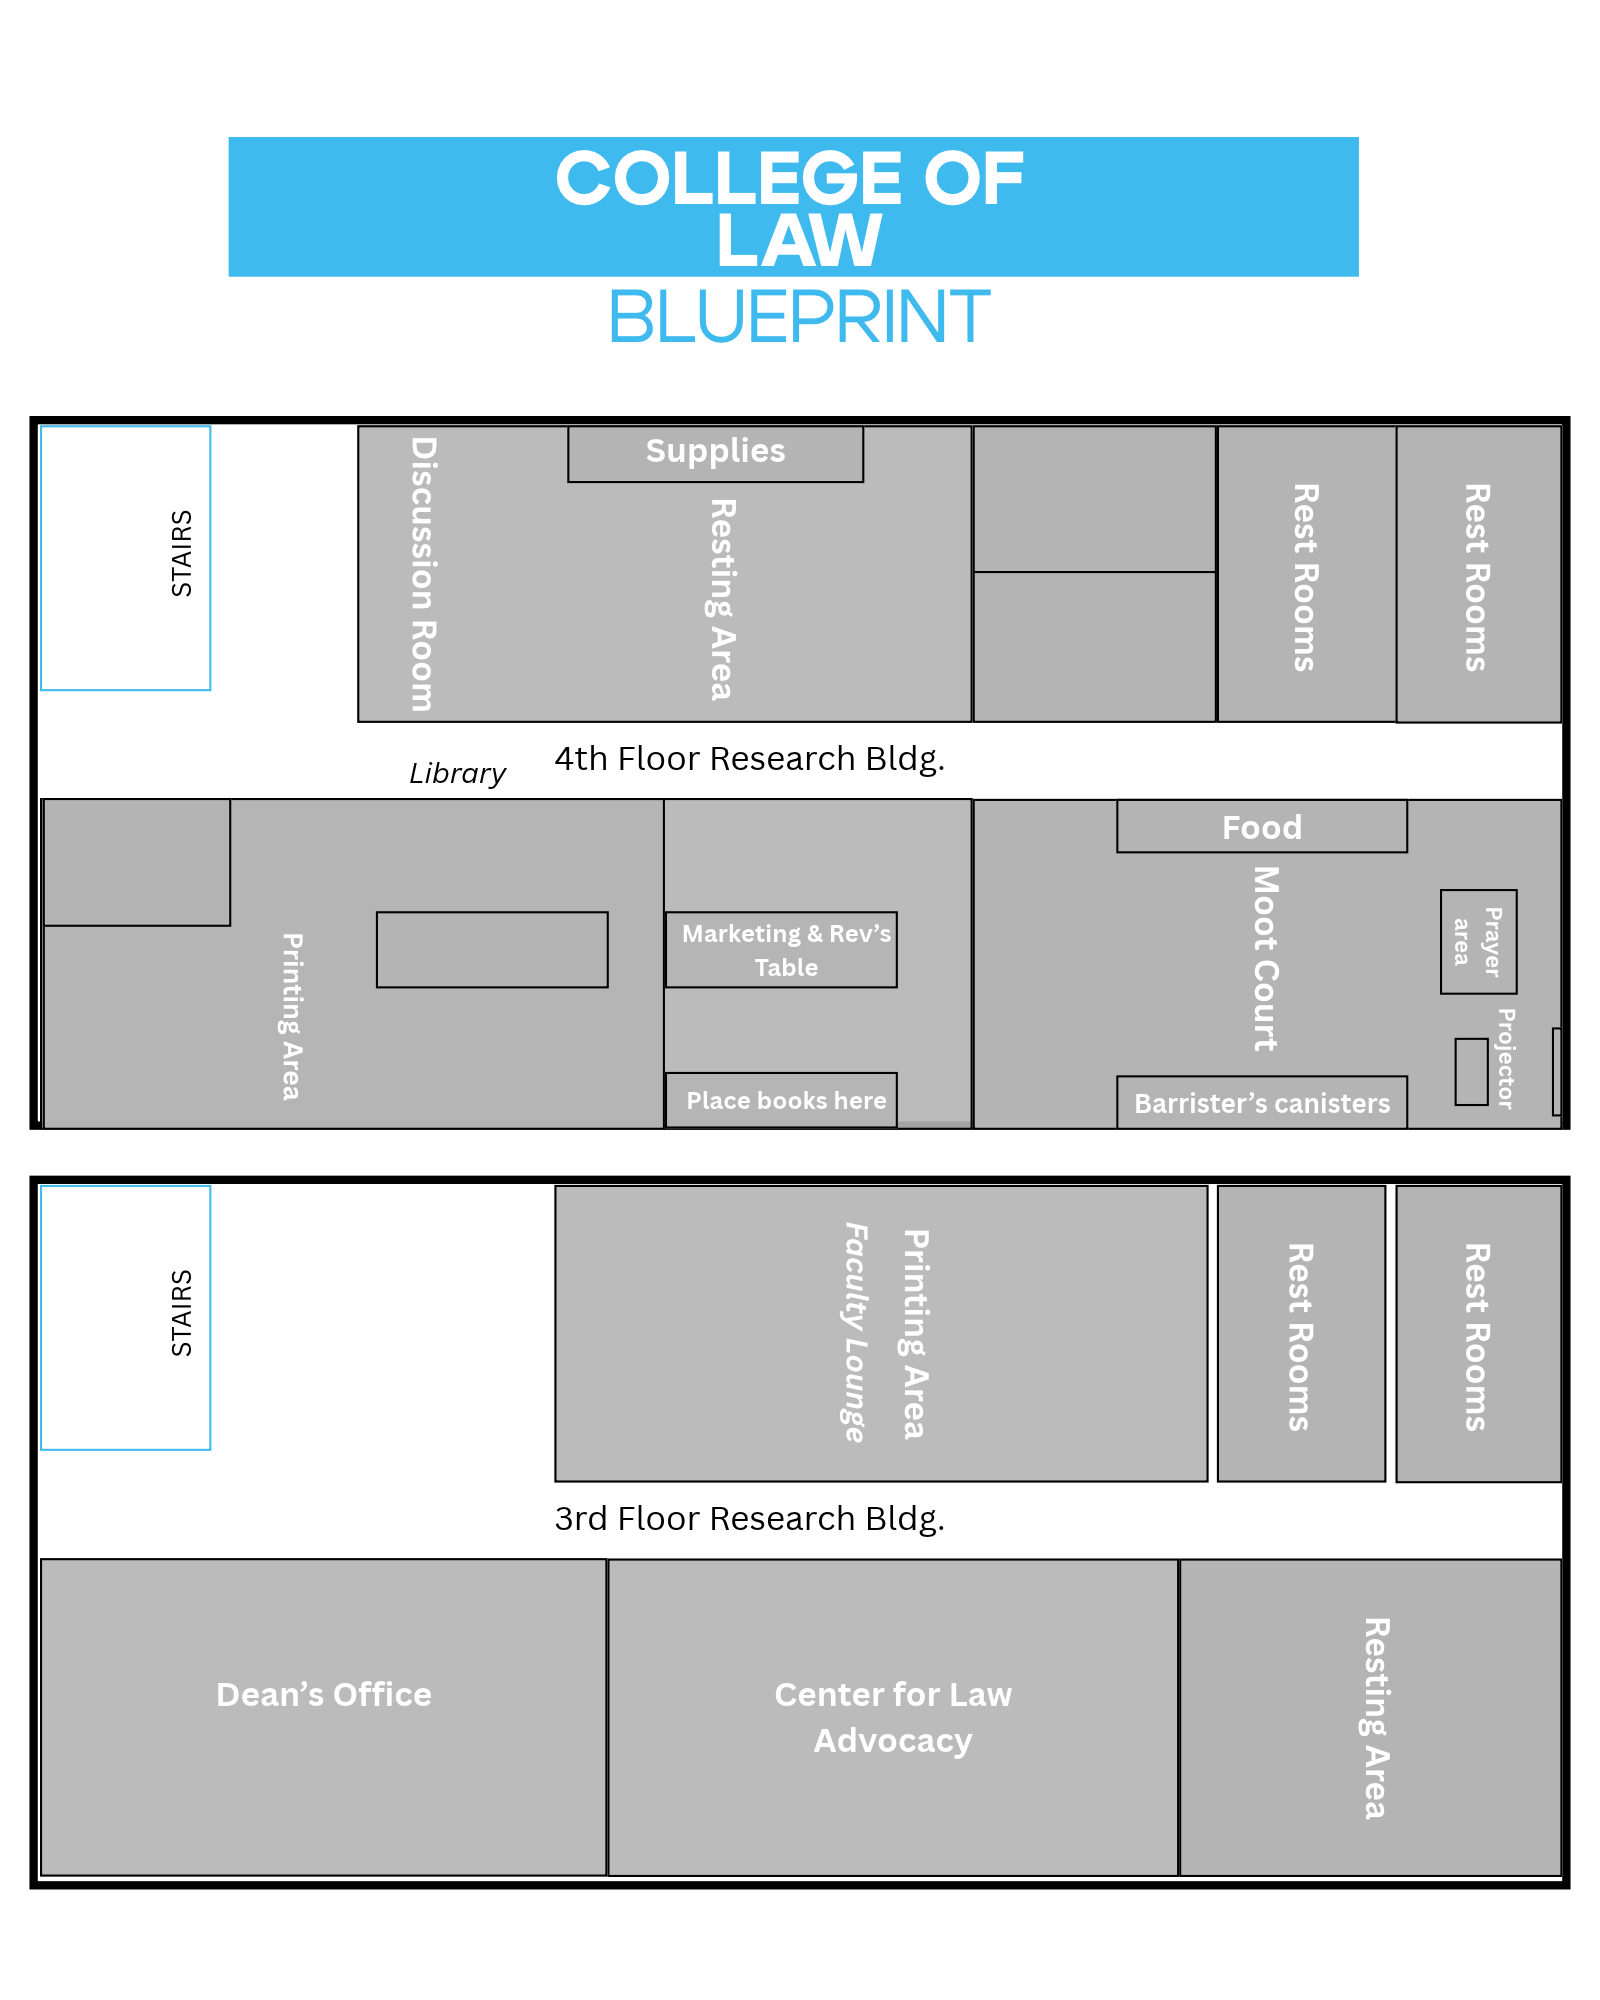 COLLEGE OF
LAW
BLUEPRINT
STAIRS
Discussion Room
Supplies
Resting Area
Rest Rooms
Rest Rooms
4th Floor Research Bldg.
Library
Printing Area
Marketing & Rev’s
Table
Place books here
Food
Moot Court
Barrister’s canisters
Prayer
area
Projector
STAIRS
Printing Area
Faculty Lounge
Rest Rooms
Rest Rooms
3rd Floor Research Bldg.
Dean’s Office
Center for Law
Advocacy
Resting Area